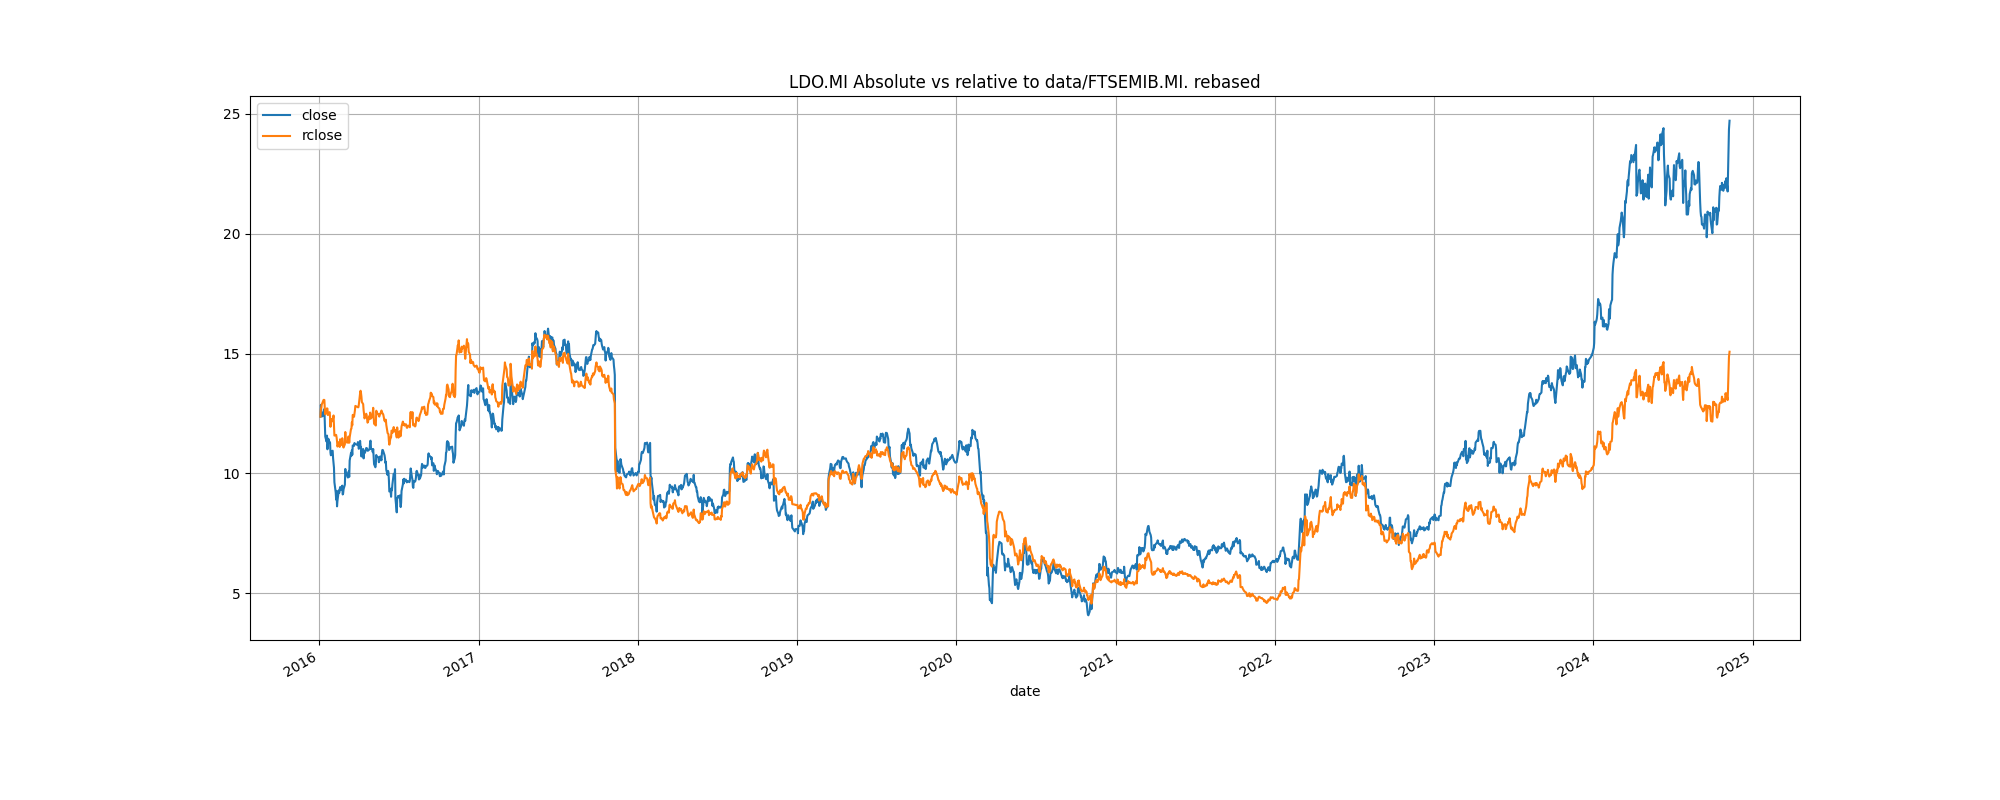 LDO.MI Absolute vs relative to data/FTSEMIB.MI. rebased
close
rclose
25
20
15
10
5
2016 2017 2018 2019 2020 2021 2022 2023 2024 2025
date